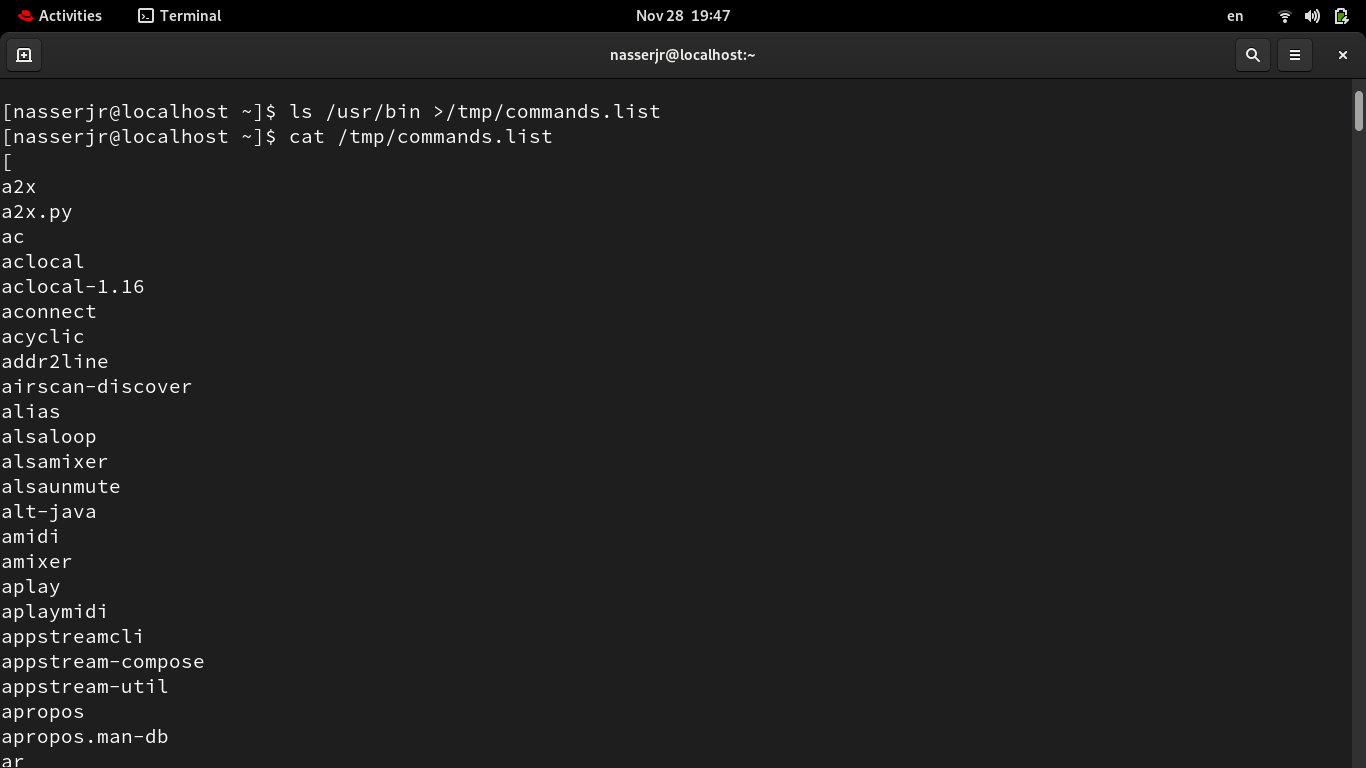 Activities Terminal Nov 28 19:47 en
nasserjr@localhost:~
[nasserjr@localhost ~]$ ls /usr/bin >/tmp/commands.list
[nasserjr@localhost ~]$ cat /tmp/commands.list
[
a2x
a2x.py
ac
aclocal
aclocal-1.16
aconnect
acyclic
addr2line
airscan-discover
alias
alsaloop
alsamixer
alsaunmute
alt-java
amidi
amixer
aplay
aplaymidi
appstreamcli
appstream-compose
appstream-util
apropos
apropos.man-db
ar